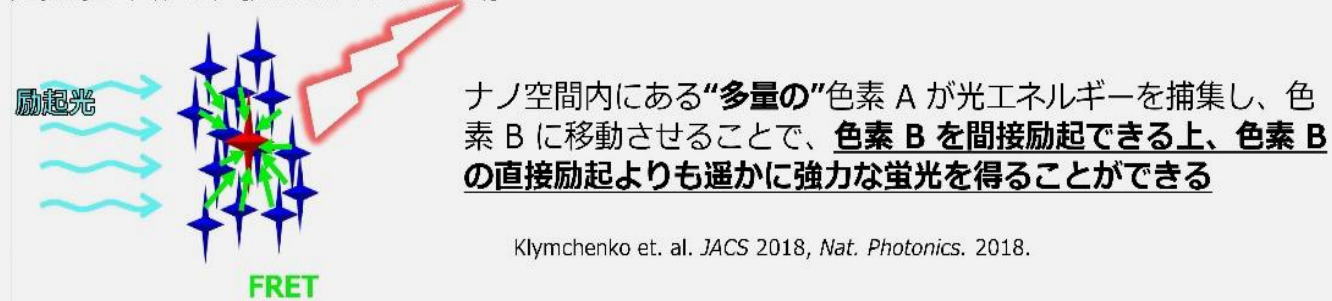 励起光
FRET
ナノ空間内にある“多量の”色素 A が光エネルギーを捕集し、色
素 B に移動させることで、色素 B を間接励起できる上、色素 B
の直接励起よりも遥かに強力な蛍光を得ることができる
Klymchenko et. al. JACS 2018, Nat. Photonics. 2018.